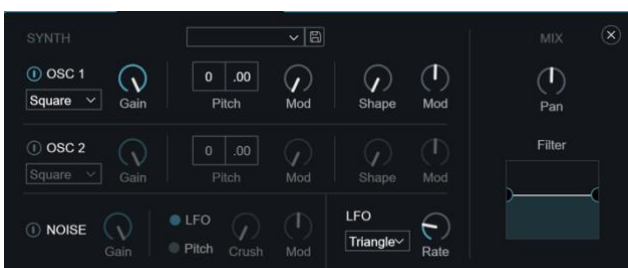 SYNTH
MIX
OSC 1
0 .00
Square
Gain
Pitch
Mod
Shape
Mod
Pan
OSC 2
0 .00
Filter
Square
Gain
Pitch
Mod
Shape
Mod
NOISE
LFO
Pitch
Gain
Crush
Mod
LFO
Triangle
Rate